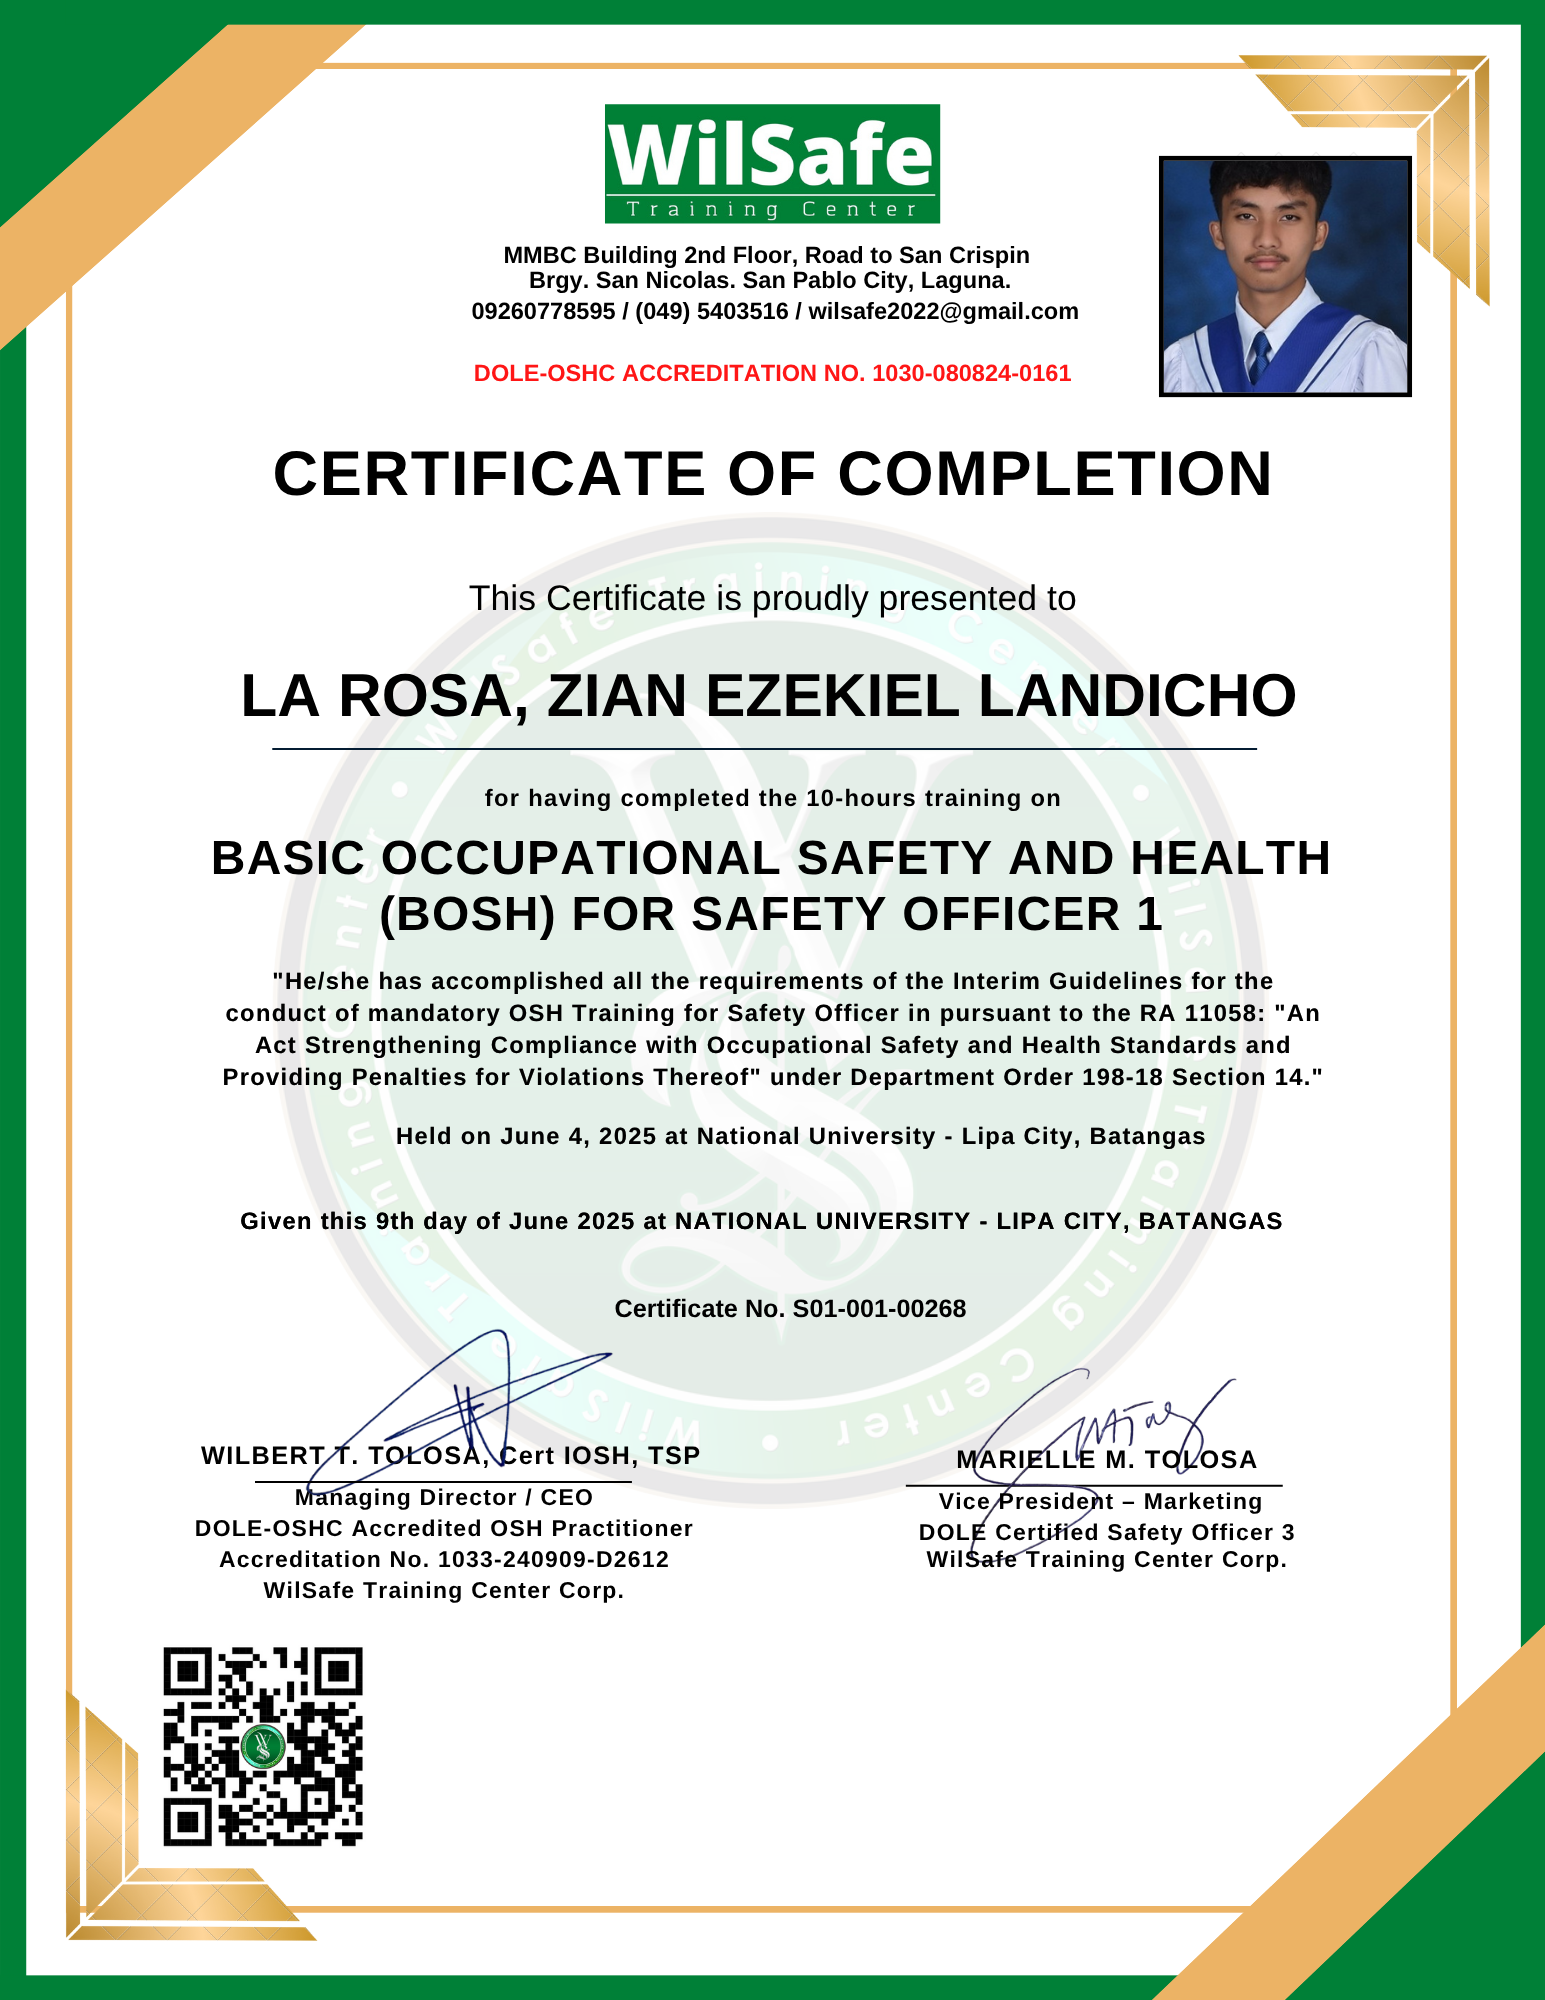 WilSafe
Training Center
MMBC Building 2nd Floor, Road to San Crispin
Brgy. San Nicolas. San Pablo City, Laguna.
09260778595 / (049) 5403516 / wilsafe2022@gmail.com
DOLE-OSHC ACCREDITATION NO. 1030-080824-0161
CERTIFICATE OF COMPLETION
This Certificate is proudly presented to
LA ROSA, ZIAN EZEKIEL LANDICHO
for having completed the 10-hours training on
BASIC OCCUPATIONAL SAFETY AND HEALTH
(BOSH) FOR SAFETY OFFICER 1
"He/she has accomplished all the requirements of the Interim Guidelines for the
conduct of mandatory OSH Training for Safety Officer in pursuant to the RA 11058: "An
Act Strengthening Compliance with Occupational Safety and Health Standards and
Providing Penalties for Violations Thereof" under Department Order 198-18 Section 14."
Held on June 4, 2025 at National University - Lipa City, Batangas
Given this 9th day of June 2025 at NATIONAL UNIVERSITY - LIPA CITY, BATANGAS
Certificate No. S01-001-00268
WILBERT T. TOLOSA, Cert IOSH, TSP
Managing Director / CEO
DOLE-OSHC Accredited OSH Practitioner
Accreditation No. 1033-240909-D2612
WilSafe Training Center Corp.
MARIELLE M. TOLOSA
Vice President – Marketing
DOLE Certified Safety Officer 3
WilSafe Training Center Corp.
WilSafe Training Center • WilSafe Training Center • WilSafe Training Center •